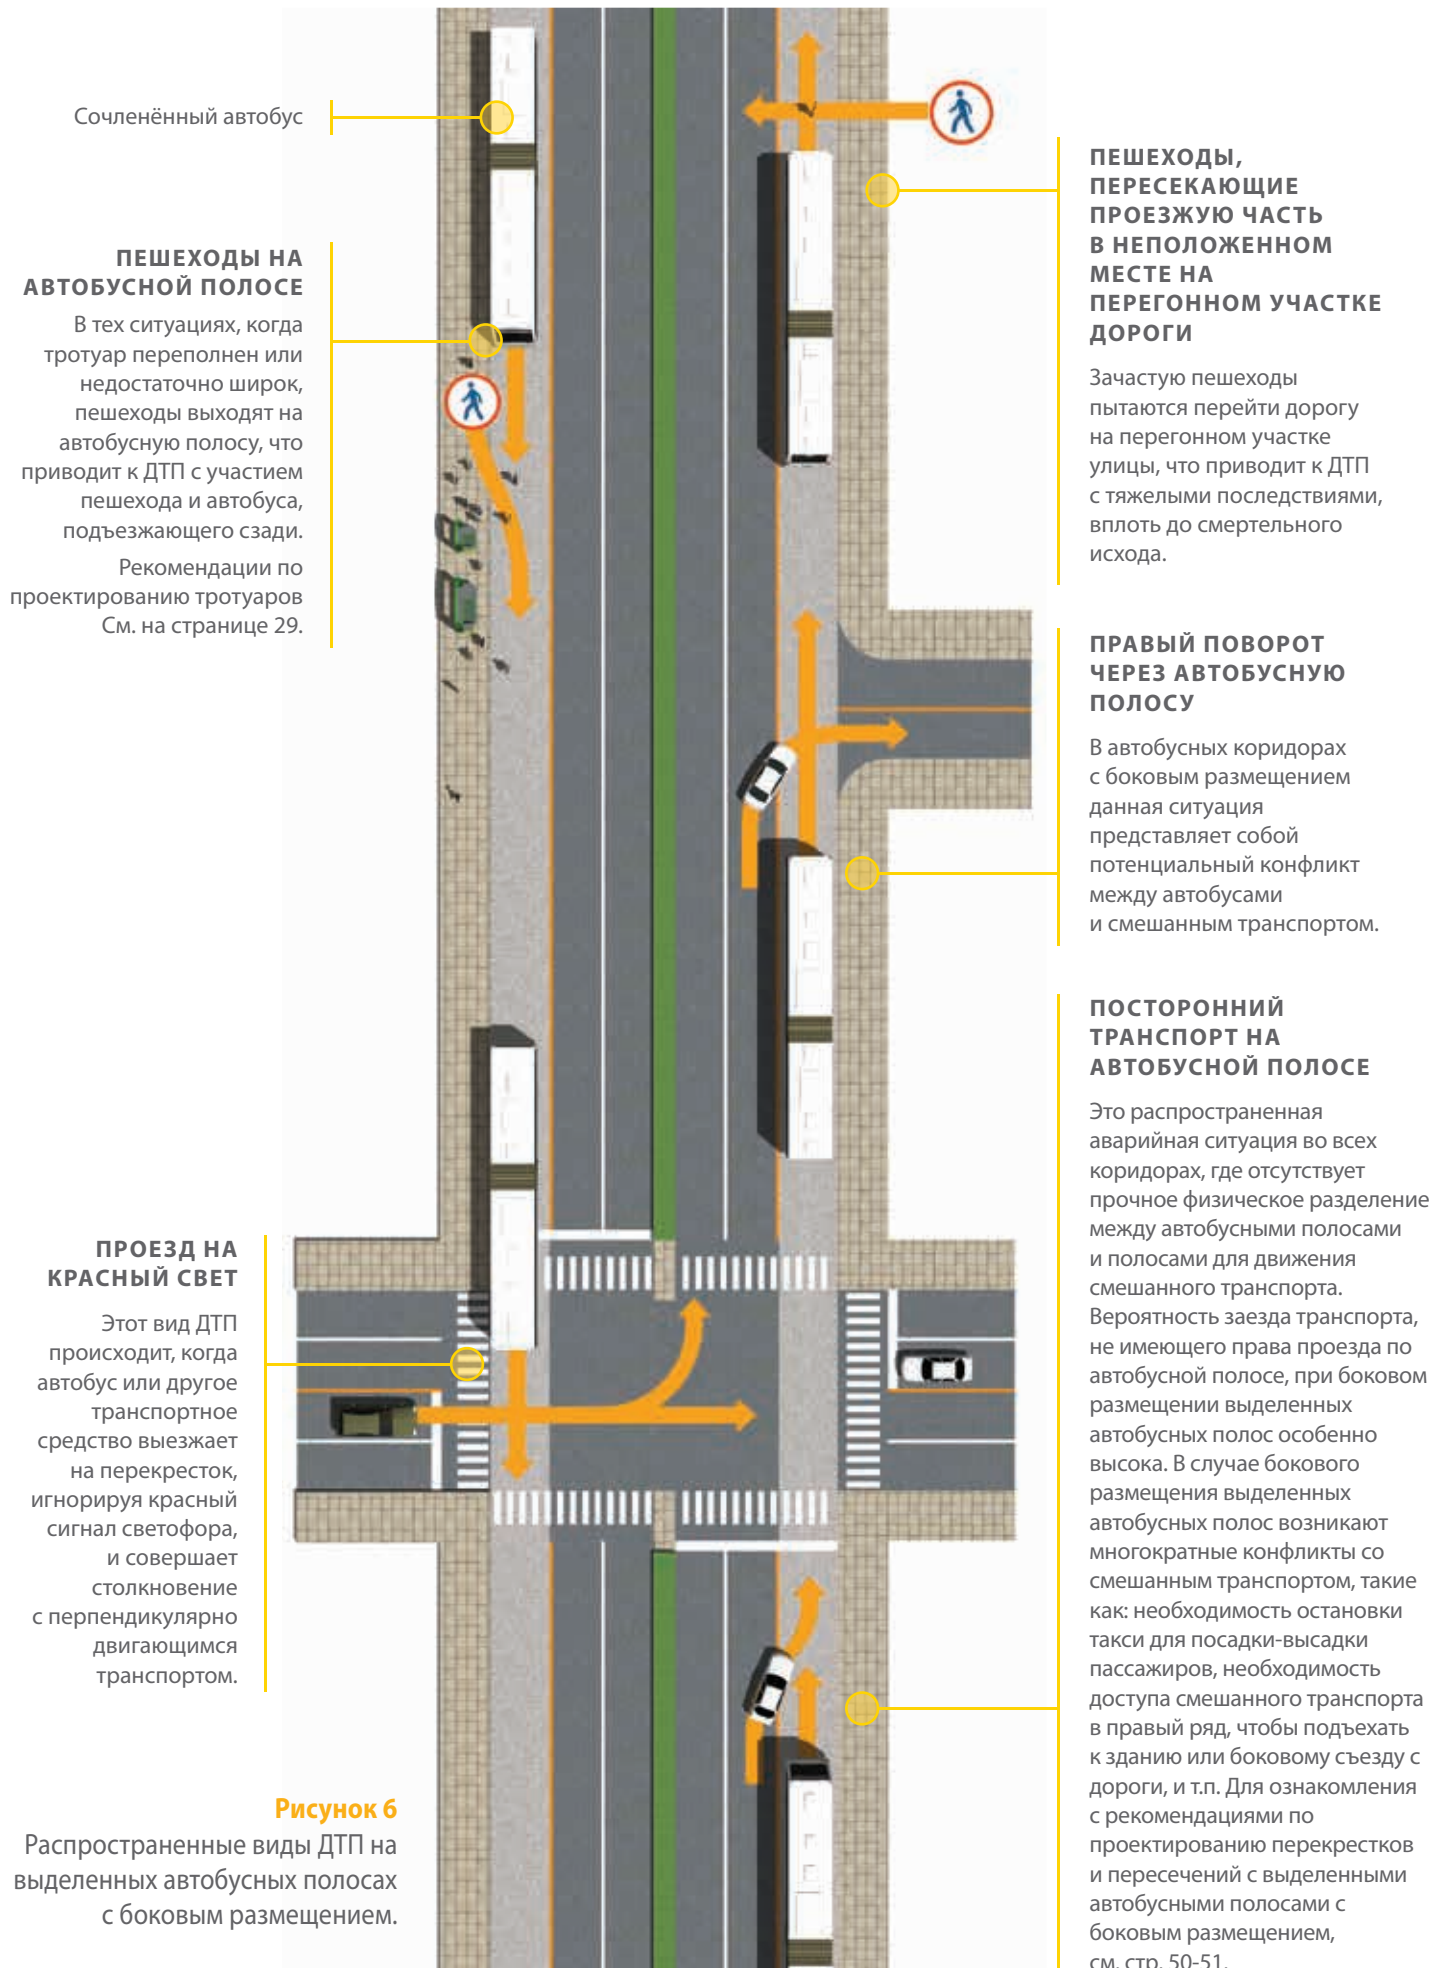 Сочленённый автобус
ПЕШЕХОДЫ НА
АВТОБУСНОЙ ПОЛОСЕ
В тех ситуациях, когда
тротуар переполнен или
недостаточно широк,
пешеходы выходят на
автобусную полосу, что
приводит к ДТП с участием
пешехода и автобуса,
подъезжающего сзади.
Рекомендации по
проектированию тротуаров
См. на странице 29.
ПРОЕЗД НА
КРАСНЫЙ СВЕТ
Этот вид ДТП
происходит, когда
автобус или другое
транспортное
средство выезжает
на перекресток,
игнорируя красный
сигнал светофора,
и совершает
столкновение
с перпендикулярно
двигающимся
транспортом.
Рисунок 6
Распространенные виды ДТП на
выделенных автобусных полосах
с боковым размещением.
ПЕШЕХОДЫ,
ПЕРЕСЕКАЮЩИЕ
ПРОЕЗЖУЮ ЧАСТЬ
В НЕПОЛОЖЕННОМ
МЕСТЕ НА
ПЕРЕГОННОМ УЧАСТКЕ
ДОРОГИ
Зачастую пешеходы
пытаются перейти дорогу
на перегонном участке
улицы, что приводит к ДТП
с тяжелыми последствиями,
вплоть до смертельного
исхода.
ПРАВЫЙ ПОВОРОТ
ЧЕРЕЗ АВТОБУСНУЮ
ПОЛОСУ
В автобусных коридорах
с боковым размещением
данная ситуация
представляет собой
потенциальный конфликт
между автобусами
и смешанным транспортом.
ПОСТОРОННИЙ
ТРАНСПОРТ НА
АВТОБУСНОЙ ПОЛОСЕ
Это распространенная
аварийная ситуация во всех
коридорах, где отсутствует
прочное физическое разделение
между автобусными полосами
и полосами для движения
смешанного транспорта.
Вероятность заезда транспорта,
не имеющего права проезда по
автобусной полосе, при боковом
размещении выделенных
автобусных полос особенно
высока. В случае бокового
размещения выделенных
автобусных полос возникают
многократные конфликты со
смешанным транспортом, такие
как: необходимость остановки
такси для посадки-высадки
пассажиров, необходимость
доступа смешанного транспорта
в правый ряд, чтобы подъехать
к зданию или боковому съезду с
дороги, и т.п. Для ознакомления
с рекомендациями по
проектированию перекрестков
и пересечений с выделенными
автобусными полосами с
боковым размещением,
см. стр. 50-51.